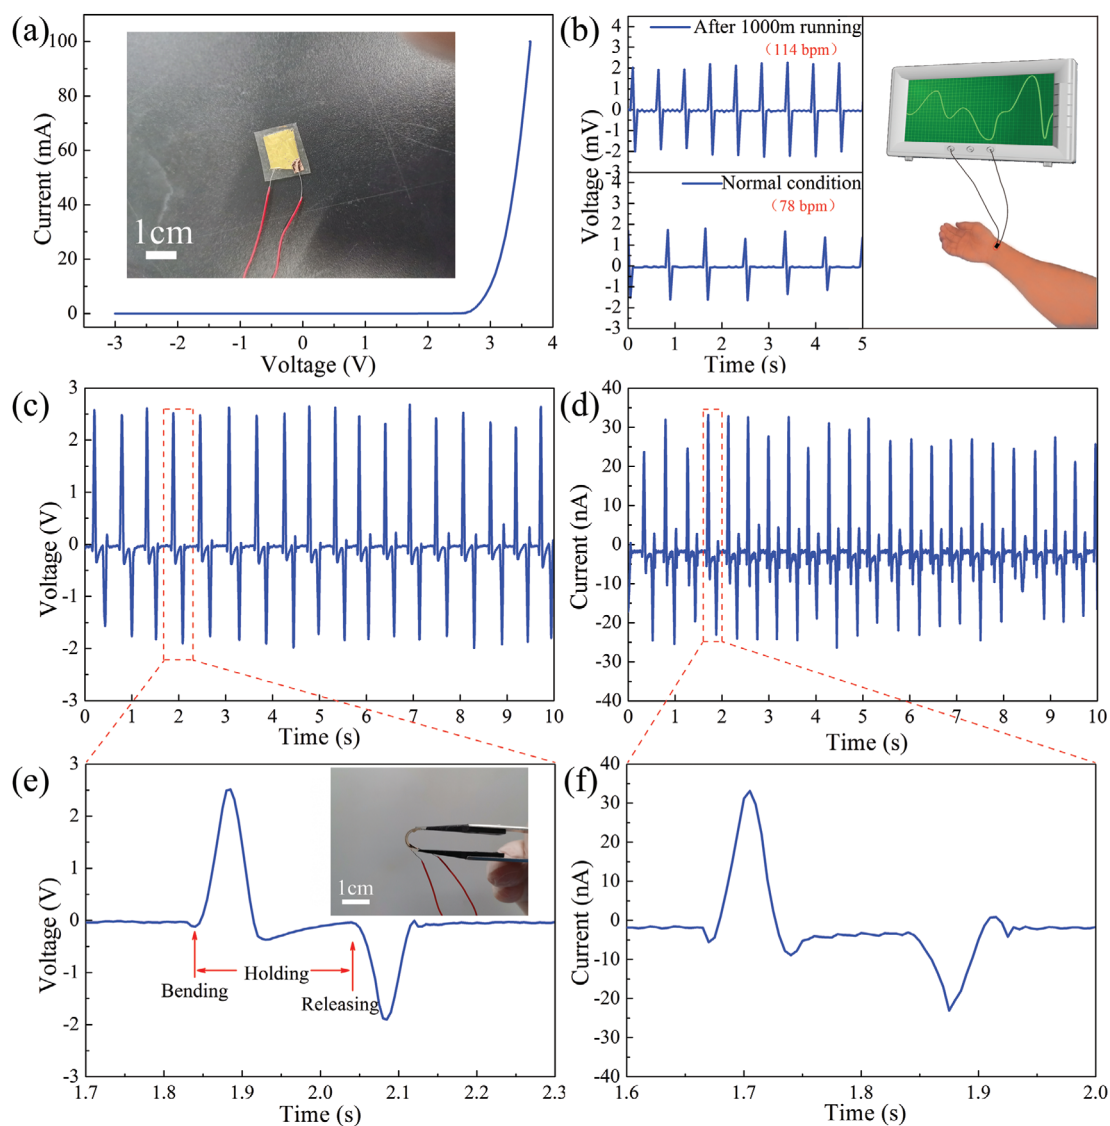 (a)
100
80
60
40
20
0
Current (mA)
1cm
-3 -2 -1 0 1 2 3 4
Voltage (V)
(b)
4
3
2
1
0
-1
-2
After 1000m running
(114 bpm)
Voltage (mV)
4
3
2
1
0
-1
-2
-3
Normal condition
(78 bpm)
0 1 2 3 4 5
Time (s)
(c)
3
2
1
0
-1
-2
-3
Voltage (V)
0 1 2 3 4 5 6 7 8 9 10
Time (s)
(d)
40
30
20
10
0
-10
-20
-30
-40
Current (nA)
0 1 2 3 4 5 6 7 8 9 10
Time (s)
(e)
3
2
1
0
-1
-2
-3
Voltage (V)
1cm
Holding
Bending
Releasing
1.7 1.8 1.9 2.0 2.1 2.2 2.3
Time (s)
(f)
40
30
20
10
0
-10
-20
-30
-40
Current (nA)
1.6 1.7 1.8 1.9 2.0
Time (s)